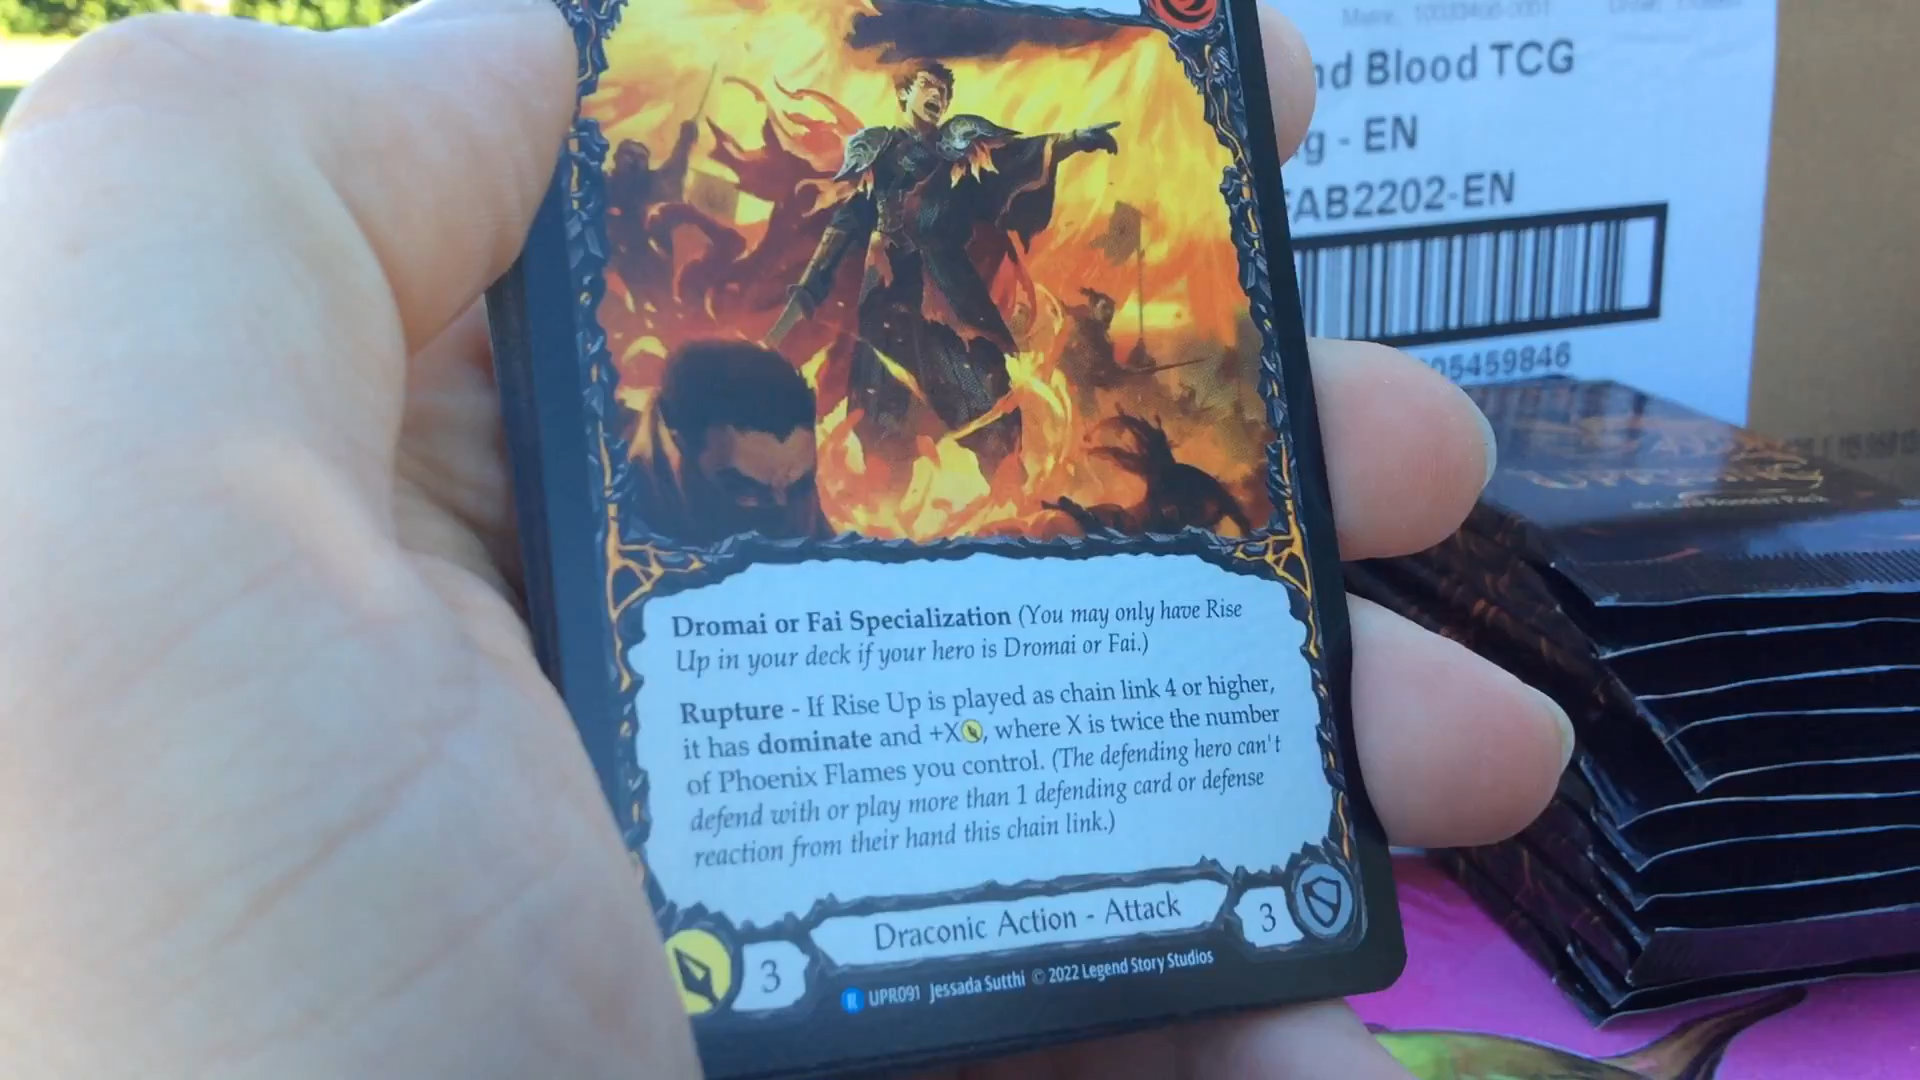 nd Blood TCG
g - EN
FAB2202-EN
05459846
Dromai or Fai Specialization (You may only have Rise
Up in your deck if your hero is Dromai or Fai.)
Rupture - If Rise Up is played as chain link 4 or higher,
it has dominate and +X, where X is twice the number
of Phoenix Flames you control. (The defending hero can't
defend with or play more than 1 defending card or defense
reaction from their hand this chain link.)
3
Draconic Action - Attack
3
R UPR091 Jessada Sutthi © 2022 Legend Story Studios